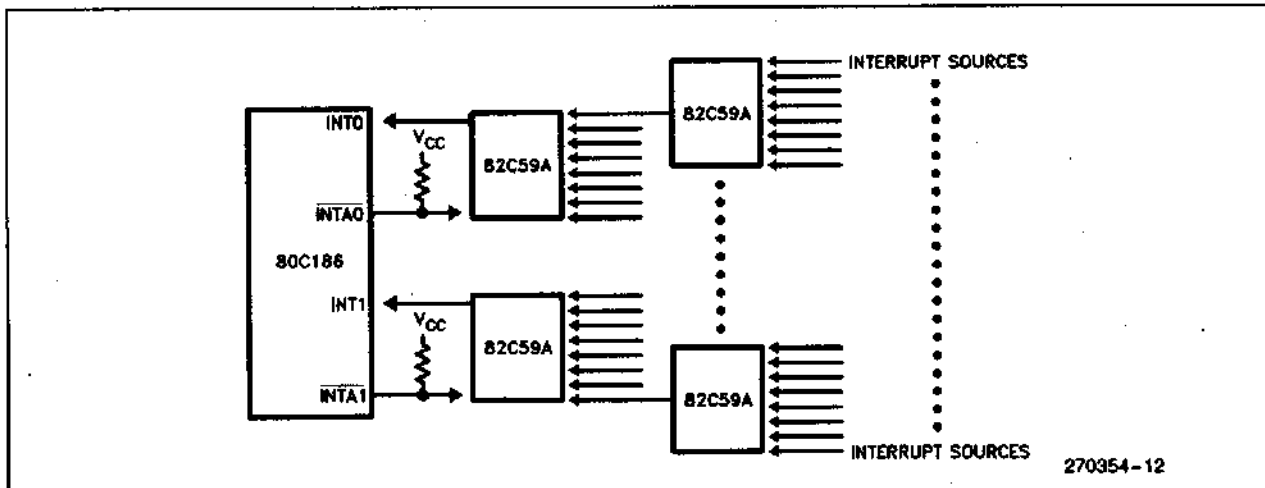 INTERRUPT SOURCES
82C59A
INT0
VCC
82C59A
INTA0
80C186
INT1
VCC
82C59A
INTA1
82C59A
INTERRUPT SOURCES
270354-12